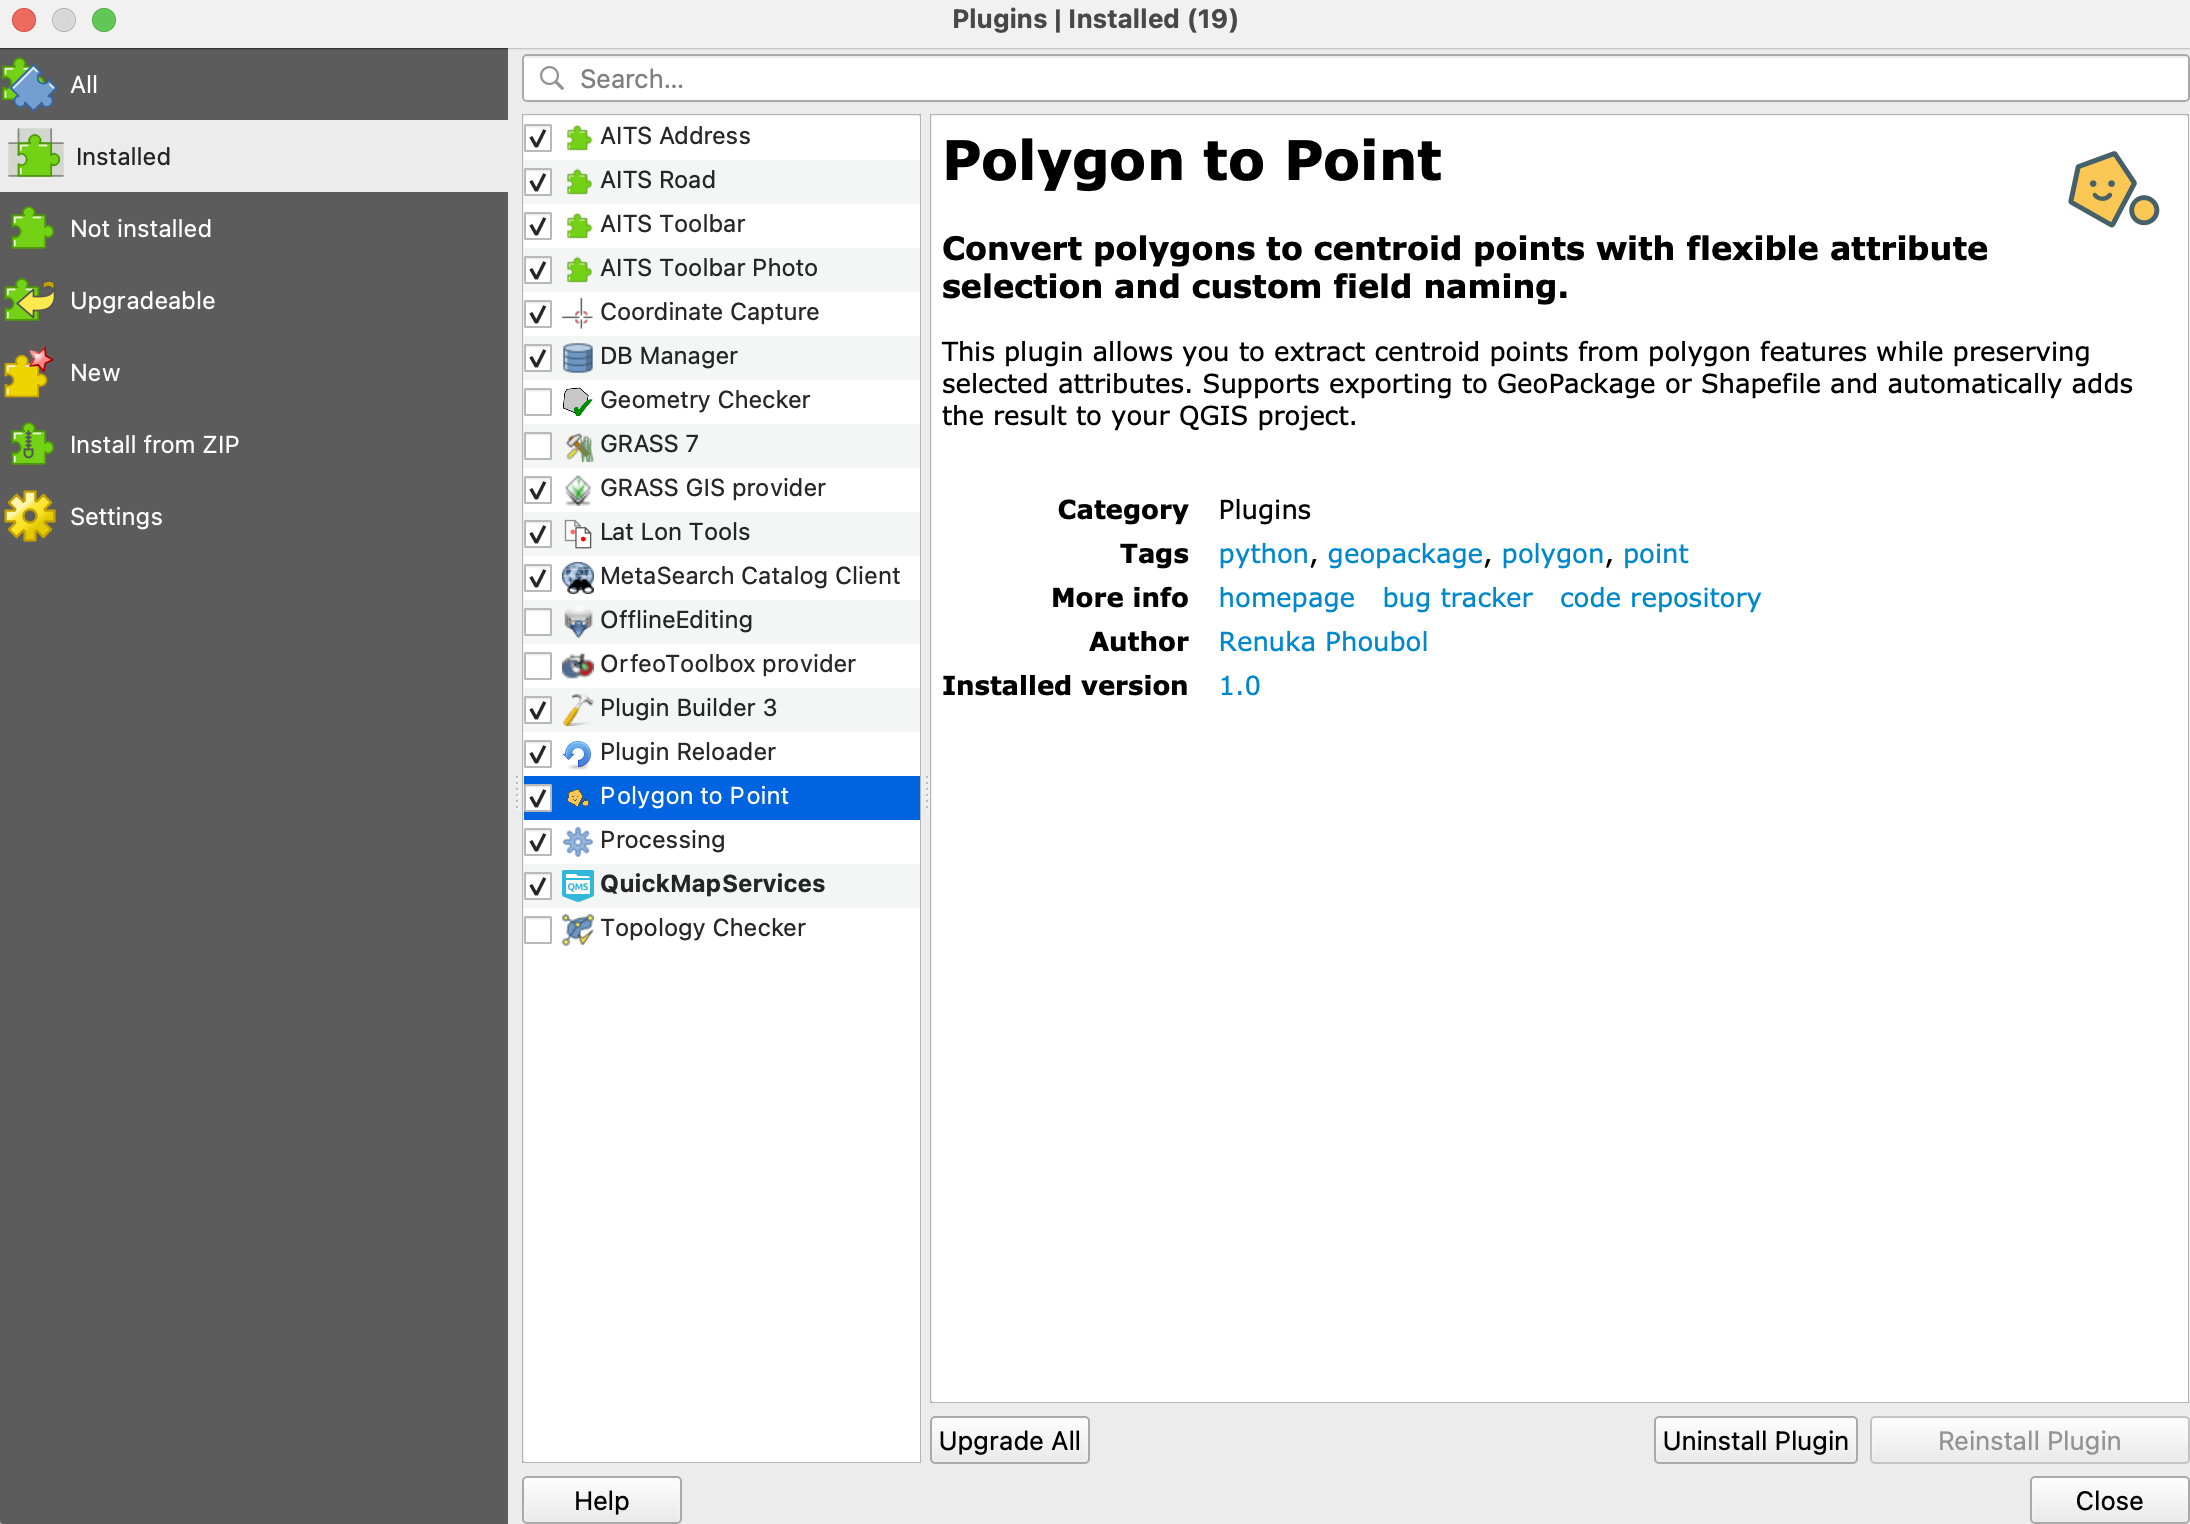 Plugins | Installed (19)
All
Installed
Not installed
Upgradeable
New
Install from ZIP
Settings
Search...
AITS Address
AITS Road
AITS Toolbar
AITS Toolbar Photo
Coordinate Capture
DB Manager
Geometry Checker
GRASS 7
GRASS GIS provider
Lat Lon Tools
MetaSearch Catalog Client
OfflineEditing
OrfeoToolbox provider
Plugin Builder 3
Plugin Reloader
Polygon to Point
Processing
QMS QuickMapServices
Topology Checker
Polygon to Point
Convert polygons to centroid points with flexible attribute
selection and custom field naming.
This plugin allows you to extract centroid points from polygon features while preserving
selected attributes. Supports exporting to GeoPackage or Shapefile and automatically adds
the result to your QGIS project.
Category Plugins
Tags python, geopackage, polygon, point
More info homepage bug tracker code repository
Author Renuka Phoubol
Installed version 1.0
Upgrade All Uninstall Plugin Reinstall Plugin
Help Close